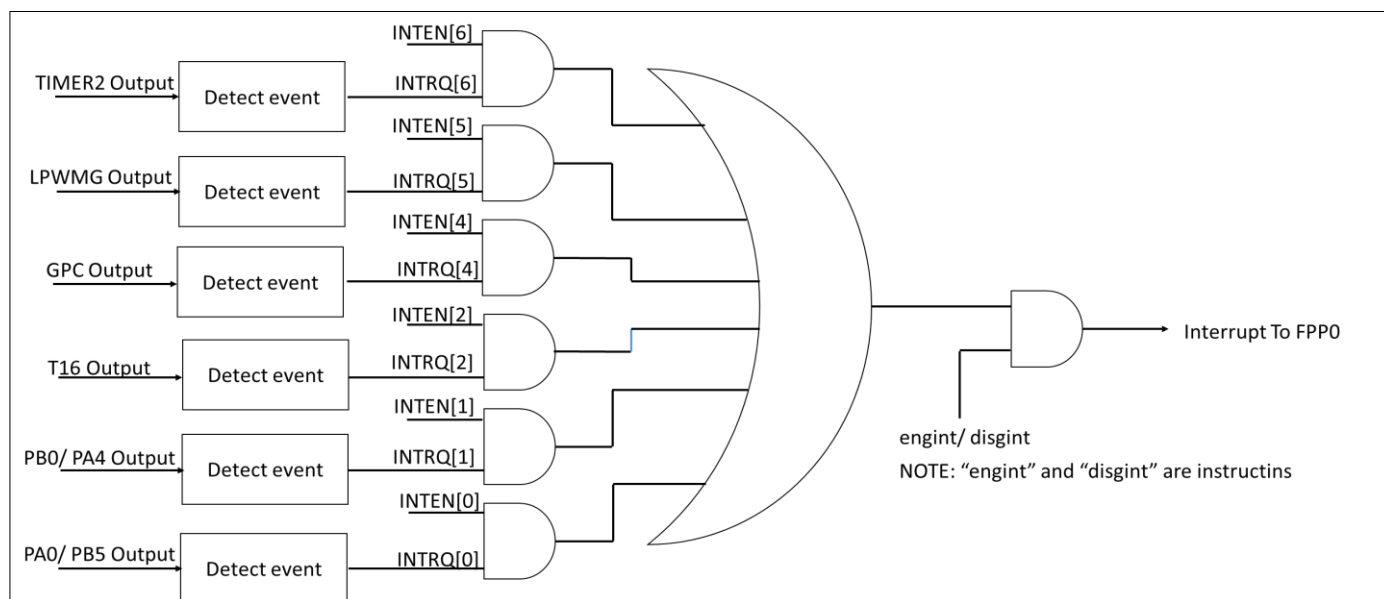 INTEN[6]
TIMER2 Output
Detect event
INTRQ[6]
INTEN[5]
LPWMG Output
Detect event
INTRQ[5]
INTEN[4]
GPC Output
Detect event
INTRQ[4]
INTEN[2]
T16 Output
Detect event
INTRQ[2]
INTEN[1]
PB0/ PA4 Output
Detect event
INTRQ[1]
INTEN[0]
PA0/ PB5 Output
Detect event
INTRQ[0]
Interrupt To FPP0
engint/ disgint
NOTE: “engint” and “disgint” are instructins